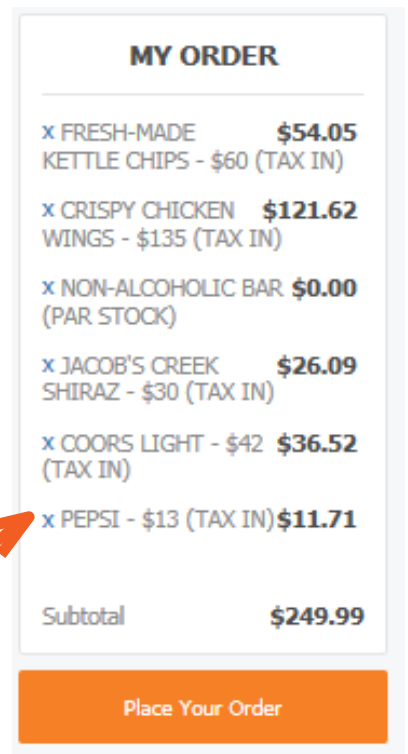 MY ORDER
x FRESH-MADE $54.05
KETTLE CHIPS - $60 (TAX IN)
x CRISPY CHICKEN $121.62
WINGS - $135 (TAX IN)
x NON-ALCOHOLIC BAR $0.00
(PAR STOCK)
x JACOB'S CREEK $26.09
SHIRAZ - $30 (TAX IN)
x COORS LIGHT - $42 $36.52
(TAX IN)
x PEPSI - $13 (TAX IN) $11.71
Subtotal $249.99
Place Your Order